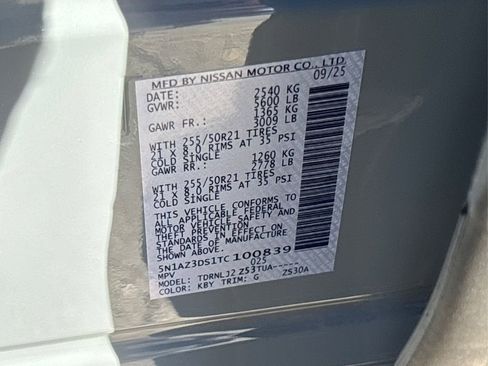 MFD BY NISSAN MOTOR CO., LTD.
DATE: 09/25
GVWR: 2540 KG
5600 LB
GAWR FR.: 1365 KG
3009 LB
WITH 255/50R21 TIRES
21 X 8.0 RIMS AT 35 PSI
COLD SINGLE
GAWR RR.: 1260 KG
2778 LB
WITH 255/50R21 TIRES
21 X 8.0 RIMS AT 35 PSI
COLD SINGLE
THIS VEHICLE CONFORMS TO
ALL APPLICABLE FEDERAL
MOTOR VEHICLE SAFETY AND
THEFT PREVENTION
STANDARDS IN EFFECT ON
THE DATE OF MANUFACTURE
SHOWN ABOVE.
5N1AZ3DS1TC100839
MPV 025
MODEL: TDRNLJ2Z53TUA-----
COLOR: KBY TRIM: G ZS30A